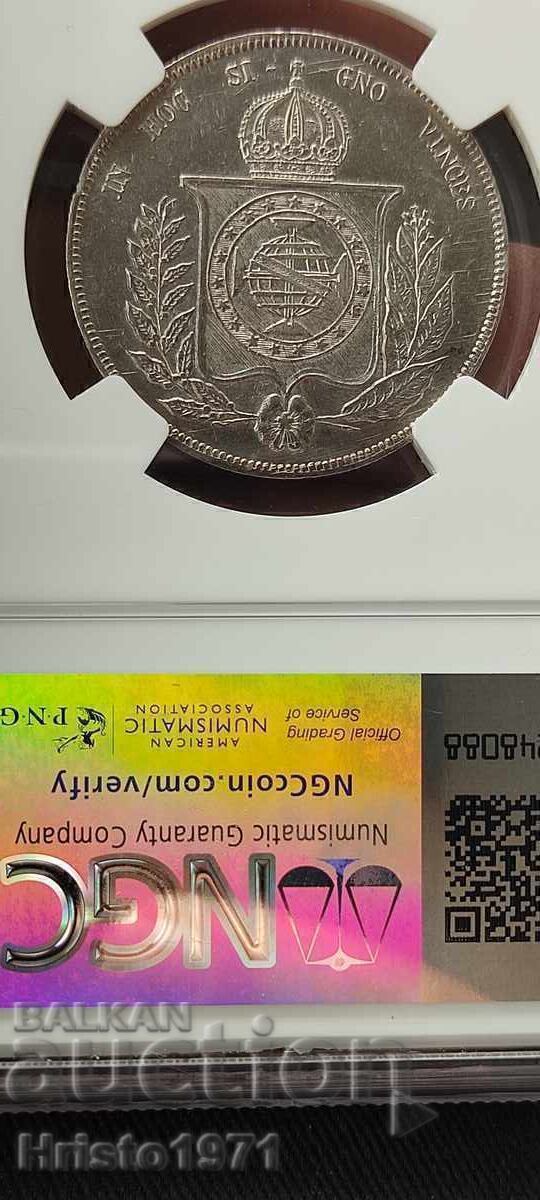 IN HOC SI - GNO VINCES
NGC
Numismatic Guaranty Company
NGCcoin.com/verify
Official Grading
Service of
AMERICAN
NUMISMATIC
ASSOCIATION
P·N·G
248088
BALKAN
auction
Hristo1971